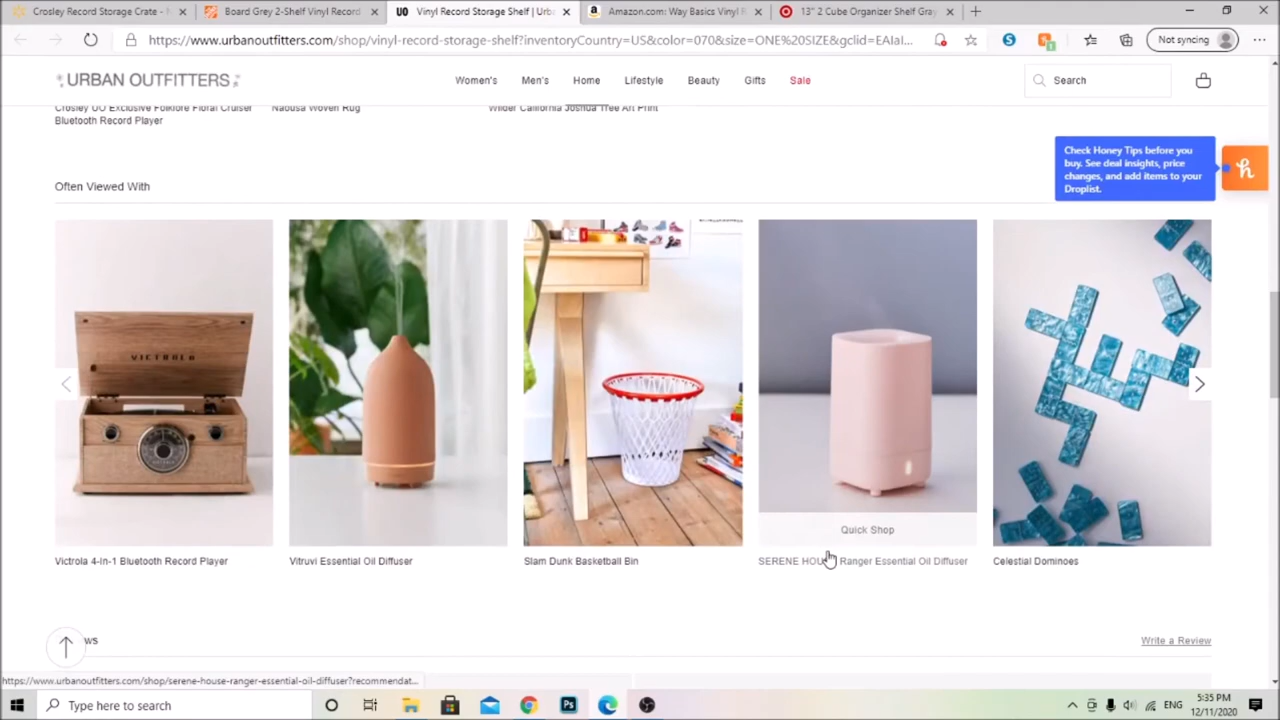 Crosley Record Storage Crate -
Board Grey 2-Shelf Vinyl Record
UO Vinyl Record Storage Shelf | Urb
Amazon.com: Way Basics Vinyl R
13" 2 Cube Organizer Shelf Gray
https://www.urbanoutfitters.com/shop/vinyl-record-storage-shelf?inventoryCountry=US&color=070&size=ONE%20SIZE&gclid=EAIaI...
Not syncing
URBAN OUTFITTERS
Women's Men's Home Lifestyle Beauty Gifts Sale
Search
Crosley UO Exclusive Folklore Floral Cruiser
Bluetooth Record Player
Nadusa Woven Rug
Wilder California Joshua Tree Art Print
Check Honey Tips before you
buy. See deal insights, price
changes, and add items to your
Droplist.
Often Viewed With
VICTROLA
Quick Shop
Victrola 4-in-1 Bluetooth Record Player
Vitruvi Essential Oil Diffuser
Slam Dunk Basketball Bin
SERENE HOU Ranger Essential Oil Diffuser
Celestial Dominoes
ws
Write a Review
https://www.urbanoutfitters.com/shop/serene-house-ranger-essential-oil-diffuser?recommendat...
Type here to search
ENG
5:35 PM
12/11/2020